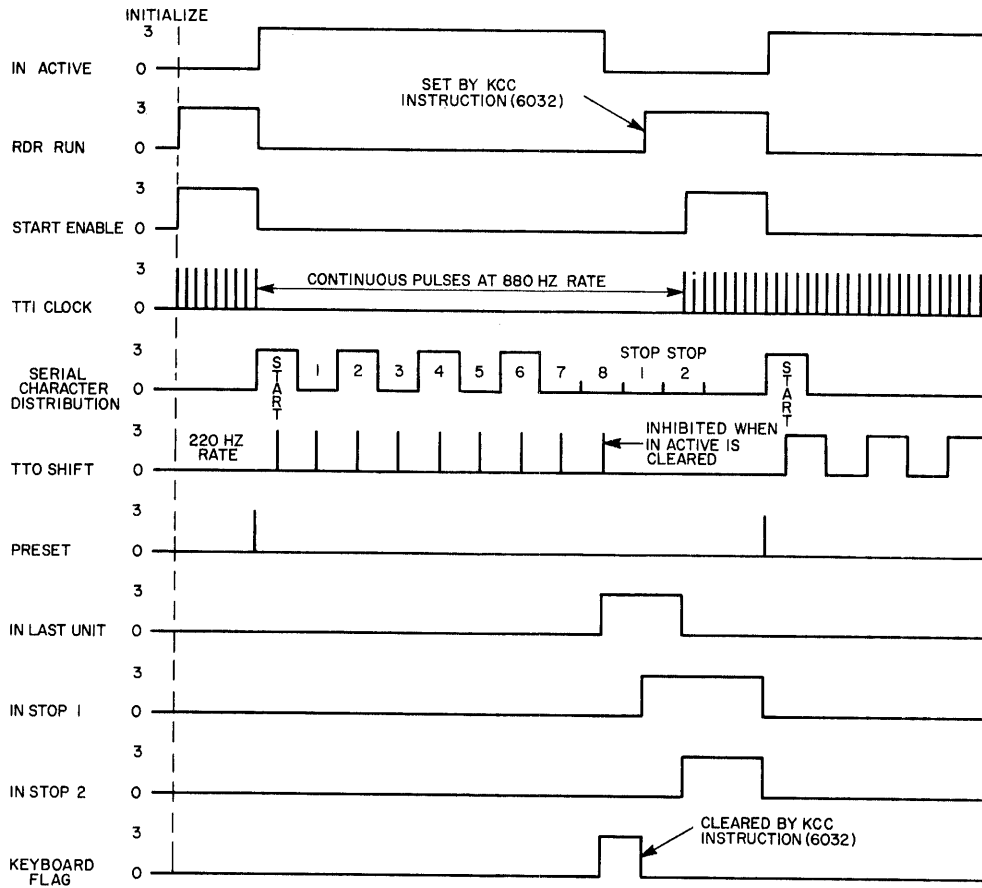 INITIALIZE
3
IN ACTIVE 0
SET BY KCC
INSTRUCTION (6032)
3
RDR RUN 0
3
START ENABLE 0
3
CONTINUOUS PULSES AT 880 HZ RATE
TTI CLOCK 0
3
SERIAL
CHARACTER
DISTRIBUTION
0
START
1 2 3 4 5 6 7 8 1 2
STOP STOP
START
3
220 HZ
RATE
INHIBITED WHEN
IN ACTIVE IS
CLEARED
TTO SHIFT 0
3
PRESET 0
3
IN LAST UNIT 0
3
IN STOP 1 0
3
IN STOP 2 0
CLEARED BY KCC
INSTRUCTION (6032)
3
KEYBOARD
FLAG
0